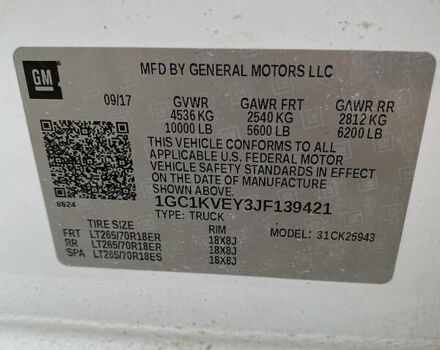 GM
MFD BY GENERAL MOTORS LLC
09/17 GVWR GAWR FRT GAWR RR
4536 KG 2540 KG 2812 KG
10000 LB 5600 LB 6200 LB
THIS VEHICLE CONFORMS TO ALL
APPLICABLE U.S. FEDERAL MOTOR
VEHICLE SAFETY STANDARDS IN EFFECT
ON THE DATE OF MANUFACTURE SHOWN ABOVE.
8624 1GC1KVEY3JF139421
TYPE: TRUCK
TIRE SIZE RIM MODEL: 31CK25943
FRT LT265/70R18ER 18X8J
RR LT265/70R18ER 18X8J
SPA LT265/70R18ES 18X8J